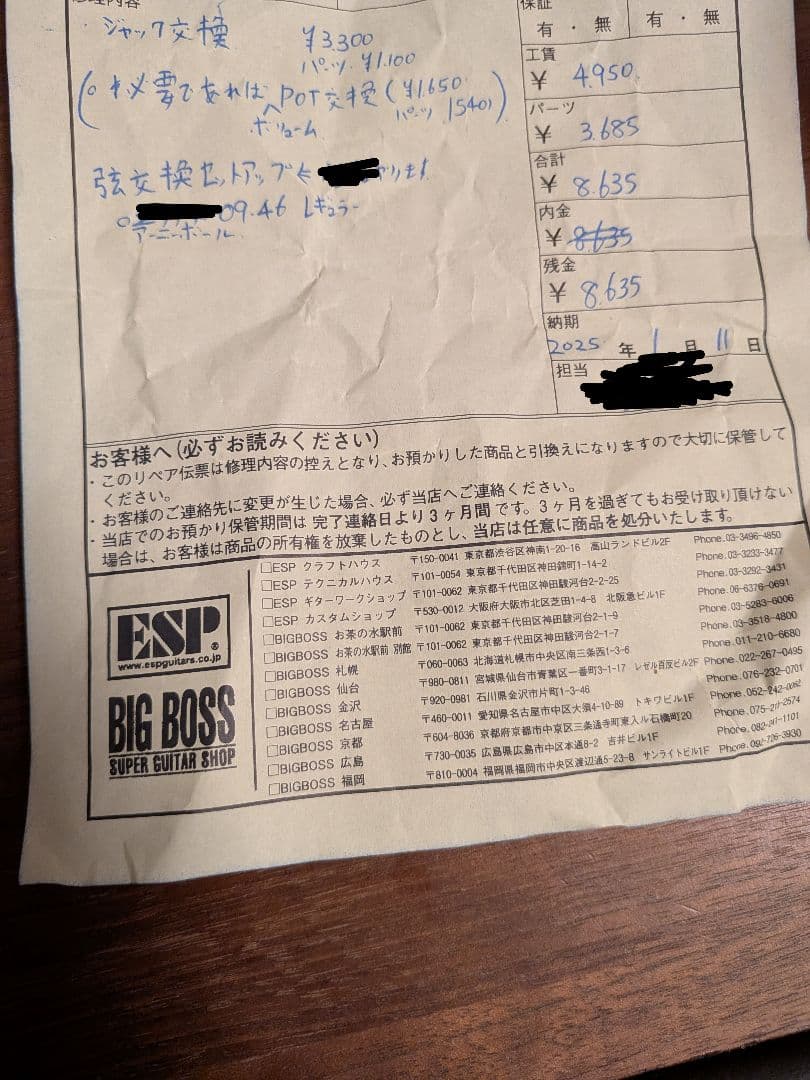 修理内容
ジャック交換 ¥3.300
パーツ ¥1.100
(○ *必要であれば POT交換 (¥1.650
ボリューム パーツ 1540))
弦交換セットアップも ります
09.46 レギュラー
アーニーボール
保証
有 ・ 無 有 ・ 無
工賃
¥ 4.950
パーツ
¥ 3.685
合計
¥ 8.635
内金
¥ 8.635
残金
¥ 8.635
納期
2025 年 1 月 11 日
担当
お客様へ(必ずお読みください)
・このリペア伝票は修理内容の控えとなり、お預かりした商品と引換えになりますので大切に保管して
ください。
・お客様のご連絡先に変更が生じた場合、必ず当店へご連絡ください。
・当店でのお預かり保管期間は 完了連絡日より3ヶ月間 です。3ヶ月を過ぎてもお受け取り頂けない
場合は、お客様は商品の所有権を放棄したものとし、当店は任意に商品を処分いたします。
ESP®
www.espguitars.co.jp
BIG BOSS
SUPER GUITAR SHOP
□ESP クラフトハウス 〒150-0041 東京都渋谷区神南1-20-16 高山ランドビル2F Phone.03-3496-4850
□ESP テクニカルハウス 〒101-0054 東京都千代田区神田錦町1-14-2 Phone.03-3233-3477
□ESP ギターワークショップ 〒101-0062 東京都千代田区神田駿河台2-2-25 Phone.03-3292-3431
□ESP カスタムショップ 〒530-0012 大阪府大阪市北区芝田1-4-8 北阪急ビル1F Phone.06-6376-0691
□BIGBOSS お茶の水駅前 〒101-0062 東京都千代田区神田駿河台2-1-9 Phone.03-5283-6006
□BIGBOSS お茶の水駅前 別館 〒101-0062 東京都千代田区神田駿河台2-1-7 Phone.03-3518-4800
□BIGBOSS 札幌 〒060-0063 北海道札幌市中央区南三条西1-3-6 Phone.011-210-6680
□BIGBOSS 仙台 〒980-0811 宮城県仙台市青葉区一番町3-1-17 レゼル百反ビル2F Phone.022-267-0495
□BIGBOSS 金沢 〒920-0981 石川県金沢市片町1-3-46 Phone.076-232-0701
□BIGBOSS 名古屋 〒460-0011 愛知県名古屋市中区大須4-10-89 トキワビル1F
□BIGBOSS 京都 〒604-8036 京都府京都市中京区三条通寺町東入ル石橋町20
□BIGBOSS 広島 〒730-0035 広島県広島市中区本通8-2 吉井ビル1F
□BIGBOSS 福岡 〒810-0004 福岡県福岡市中央区渡辺通5-23-8 サンライトビル1F